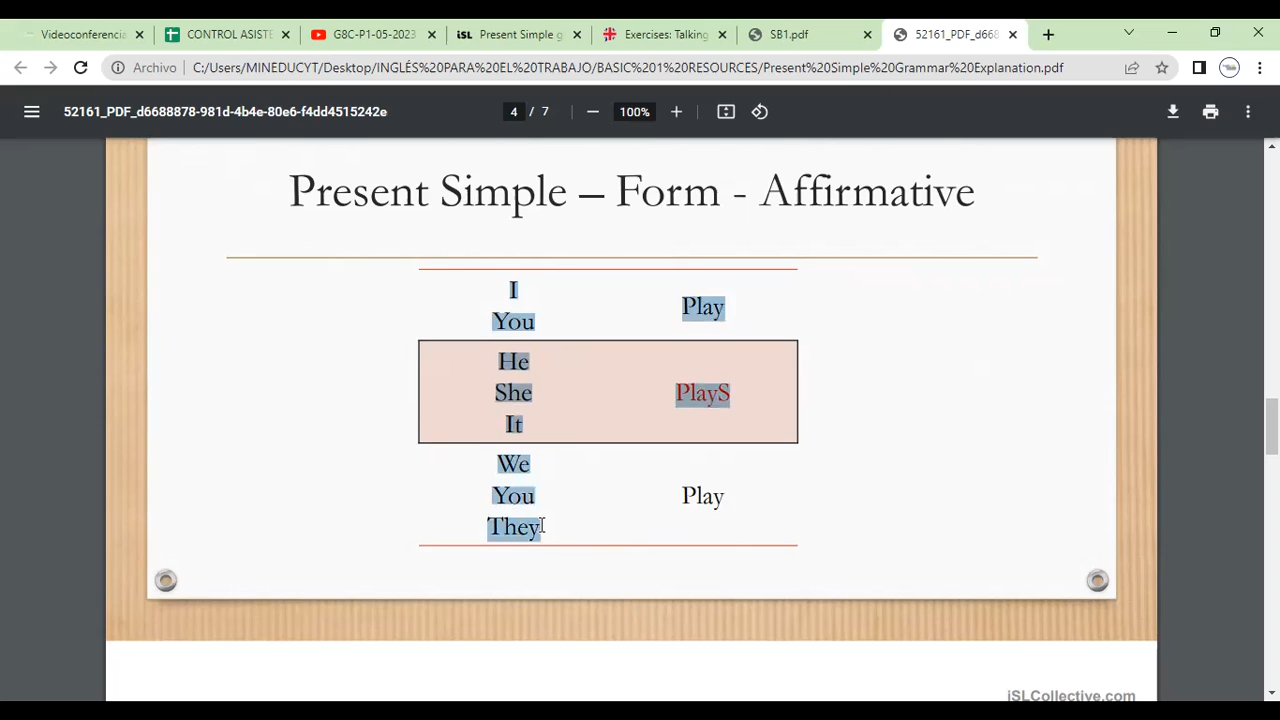 Videoconferencia
CONTROL ASISTE
G8C-P1-05-2023
iSL Present Simple g
Exercises: Talking
SB1.pdf
52161_PDF_d668
Archivo C:/Users/MINEDUCYT/Desktop/INGLÉS%20PARA%20EL%20TRABAJO/BASIC%201%20RESOURCES/Present%20Simple%20Grammar%20Explanation.pdf
52161_PDF_d6688878-981d-4b4e-80e6-f4dd4515242e
4 / 7
100%
Present Simple – Form - Affirmative
I
You
Play
He
She
It
PlayS
We
You
They
Play
iSLCollective.com